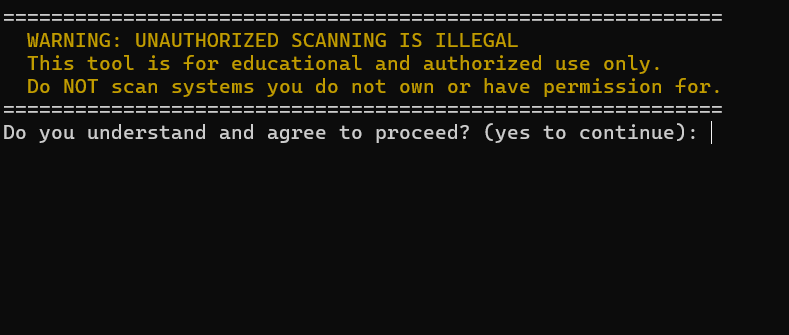 ============================================================
WARNING: UNAUTHORIZED SCANNING IS ILLEGAL
This tool is for educational and authorized use only.
Do NOT scan systems you do not own or have permission for.
============================================================
Do you understand and agree to proceed? (yes to continue):